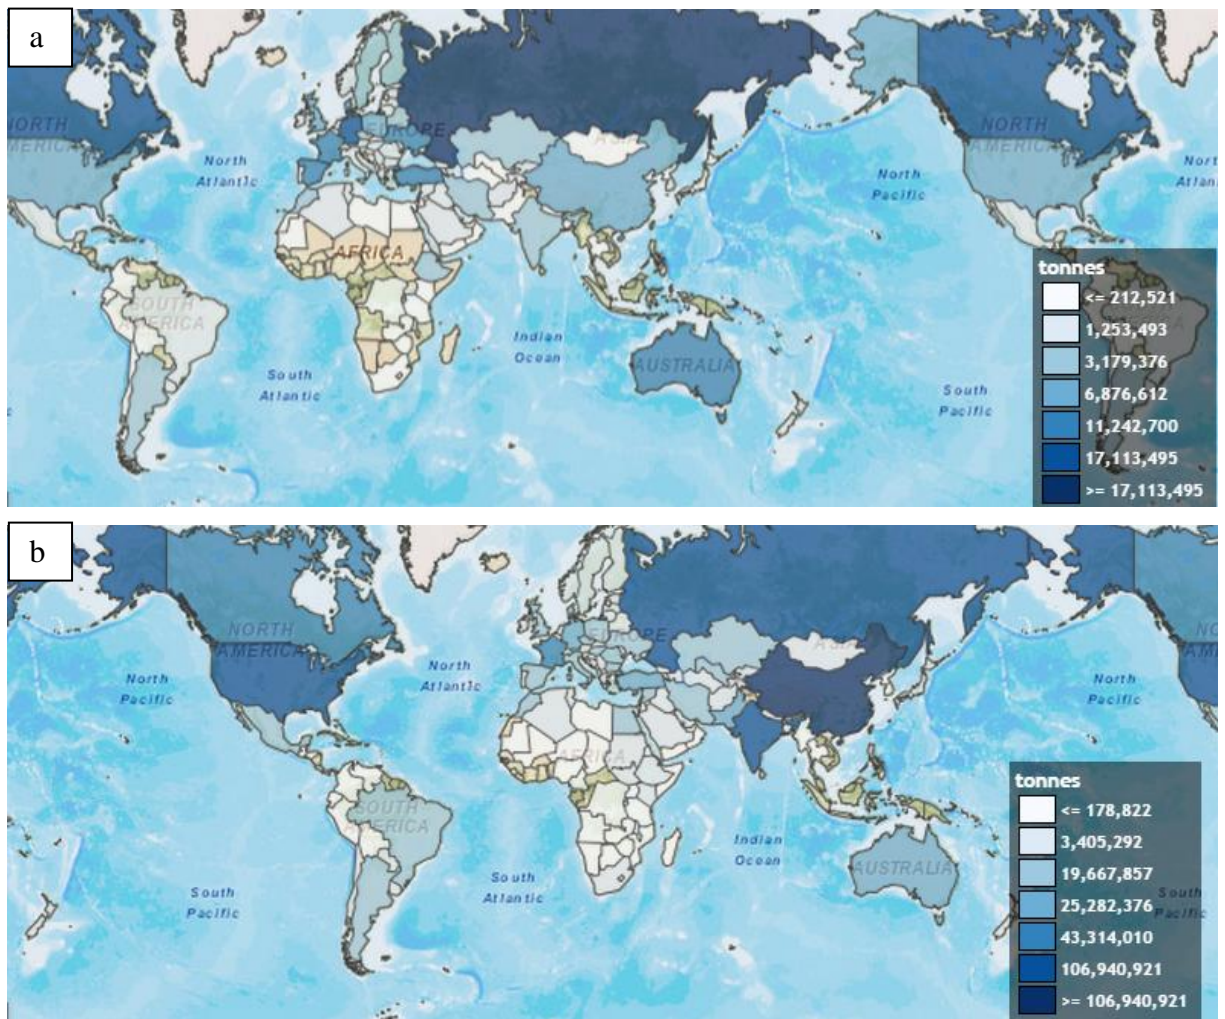 a
NORTH
AMERICA
North
Atlantic
EUROPE
ASIA
North
Pacific
NORTH
AMERICA
North
Atlan
AFRICA
SOUTH
AMERICA
South
Atlantic
Indian
Ocean
AUSTRALIA
South
Pacific
tonnes
<= 212,521
1,253,493
3,179,376
6,876,612
11,242,700
17,113,495
>= 17,113,495
b
North
Pacific
NORTH
AMERICA
North
Atlantic
EUROPE
ASIA
North
Pacific
AFRICA
SOUTH
AMERICA
South
Pacific
South
Atlantic
Indian
Ocean
AUSTRALIA
South
Pacific
tonnes
<= 178,822
3,405,292
19,667,857
25,282,376
43,314,010
106,940,921
>= 106,940,921